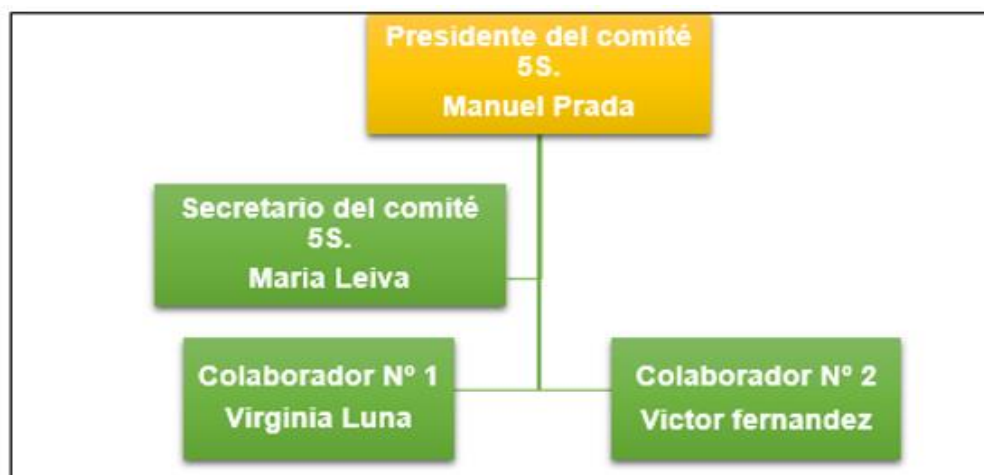 Presidente del comité
5S.
Manuel Prada
Secretario del comité
5S.
Maria Leiva
Colaborador Nº 1
Virginia Luna
Colaborador Nº 2
Victor fernandez